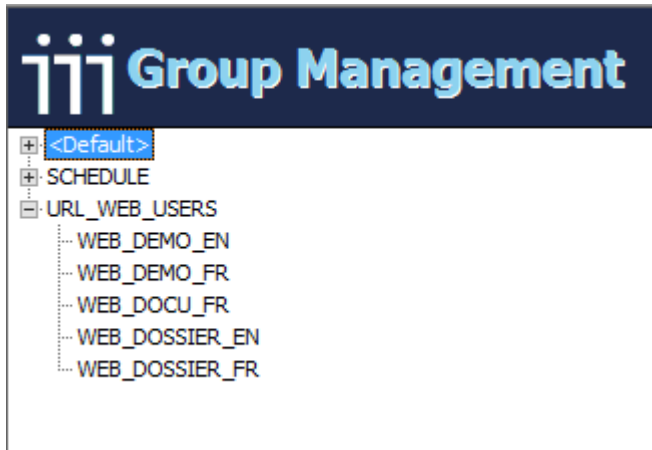 Group Management
<Default>
SCHEDULE
URL_WEB_USERS
WEB_DEMO_EN
WEB_DEMO_FR
WEB_DOCU_FR
WEB_DOSSIER_EN
WEB_DOSSIER_FR